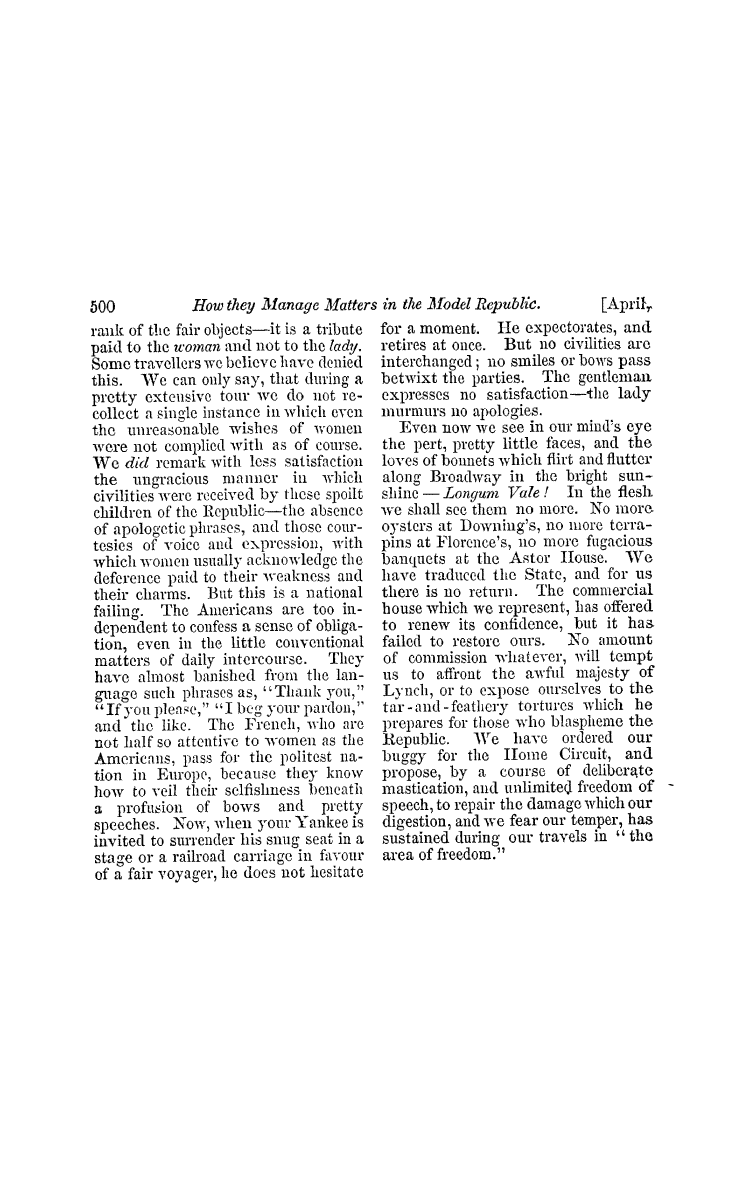 500 How they Manage Matters in the Model Republic. [April,
rank of the fair objects—it is a tribute
paid to the woman and not to the lady.
Some travellers we believe have denied
this. We can only say, that during a
pretty extensive tour we do not re-
collect a single instance in which even
the unreasonable wishes of women
were not complied with as of course.
We did remark with less satisfaction
the ungracious manner in which
civilities were received by these spoilt
children of the Republic—the absence
of apologetic phrases, and those cour-
tesies of voice and expression, with
which women usually acknowledge the
deference paid to their weakness and
their charms. But this is a national
failing. The Americans are too in-
dependent to confess a sense of obliga-
tion, even in the little conventional
matters of daily intercourse. They
have almost banished from the lan-
guage such phrases as, "Thank you,"
"If you please," "I beg your pardon,"
and the like. The French, who are
not half so attentive to women as the
Americans, pass for the politest na-
tion in Europe, because they know
how to veil their selfishness beneath
a profusion of bows and pretty
speeches. Now, when your Yankee is
invited to surrender his snug seat in a
stage or a railroad carriage in favour
of a fair voyager, he does not hesitate
for a moment. He expectorates, and
retires at once. But no civilities are
interchanged; no smiles or bows pass
betwixt the parties. The gentleman
expresses no satisfaction—the lady
murmurs no apologies.
Even now we see in our mind's eye
the pert, pretty little faces, and the
loves of bonnets which flirt and flutter
along Broadway in the bright sun-
shine — Longum Vale! In the flesh
we shall see them no more. No more
oysters at Downing's, no more terra-
pins at Florence's, no more fugacious
banquets at the Astor House. We
have traduced the State, and for us
there is no return. The commercial
house which we represent, has offered
to renew its confidence, but it has
failed to restore ours. No amount
of commission whatever, will tempt
us to affront the awful majesty of
Lynch, or to expose ourselves to the
tar-and-feathery tortures which he
prepares for those who blaspheme the
Republic. We have ordered our
buggy for the Home Circuit, and
propose, by a course of deliberate
mastication, and unlimited freedom of
speech, to repair the damage which our
digestion, and we fear our temper, has
sustained during our travels in "the
area of freedom."